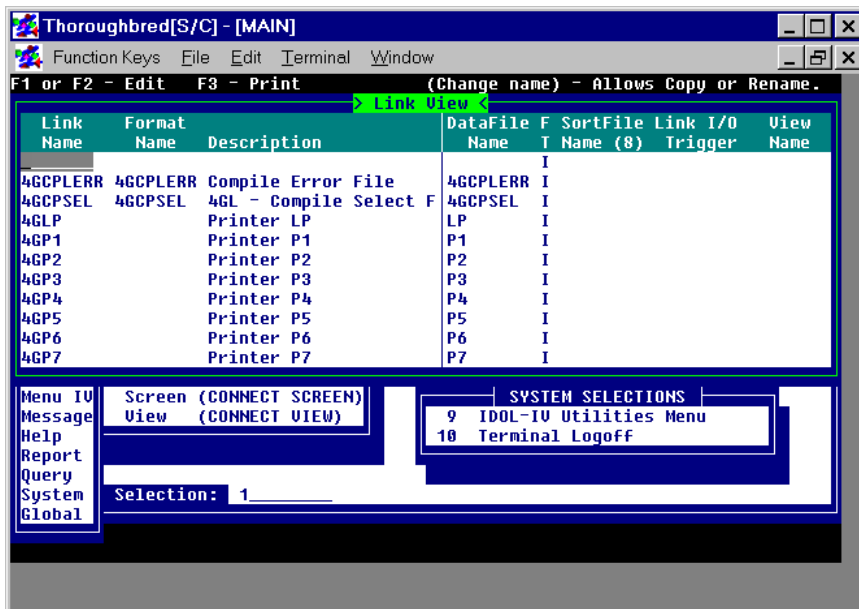 Thoroughbred[S/C] - [MAIN]
Function Keys File Edit Terminal Window
F1 or F2 - Edit F3 - Print (Change name) - Allows Copy or Rename.
> Link View <
Link Format DataFile F SortFile Link I/O View
Name Name Description Name T Name (8) Trigger Name
I
4GCPLERR 4GCPLERR Compile Error File 4GCPLERR I
4GCPSEL 4GCPSEL 4GL - Compile Select F 4GCPSEL I
4GLP Printer LP LP I
4GP1 Printer P1 P1 I
4GP2 Printer P2 P2 I
4GP3 Printer P3 P3 I
4GP4 Printer P4 P4 I
4GP5 Printer P5 P5 I
4GP6 Printer P6 P6 I
4GP7 Printer P7 P7 I
Menu IV Screen (CONNECT SCREEN) SYSTEM SELECTIONS
Message View (CONNECT VIEW) 9 IDOL-IV Utilities Menu
Help 10 Terminal Logoff
Report
Query
System Selection: 1
Global